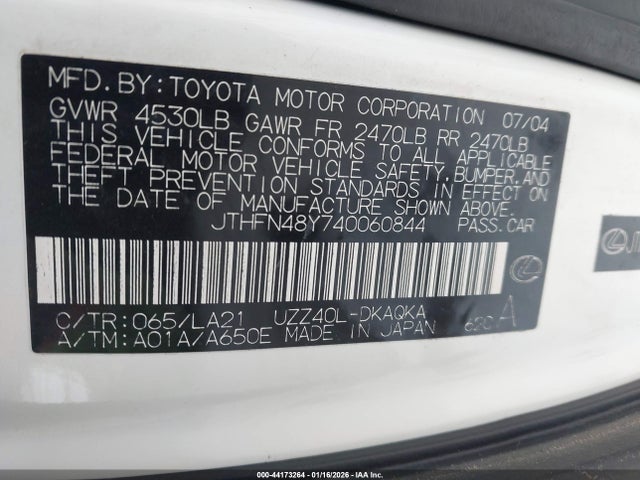 MFD.BY:TOYOTA MOTOR CORPORATION 07/04
GVWR 4530LB GAWR FR 2470LB RR 2470LB
THIS VEHICLE CONFORMS TO ALL APPLICABLE
FEDERAL MOTOR VEHICLE SAFETY,BUMPER,AND
THEFT PREVENTION STANDARDS IN EFFECT ON
THE DATE OF MANUFACTURE SHOWN ABOVE.
JTHFN48Y740060844 PASS.CAR
C/TR:065/LA21 UZZ40L-DKAQKA
A/TM:A01A/A650E MADE IN JAPAN 62C A
000-44173264 - 01/16/2026 - IAAI, INC.